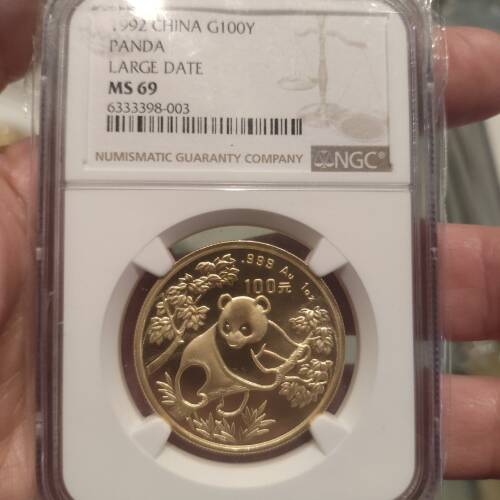 1992 CHINA G100Y
PANDA
LARGE DATE
MS 69
6333398-003
NUMISMATIC GUARANTY COMPANY NGC®
.999 Au 1oz
100元